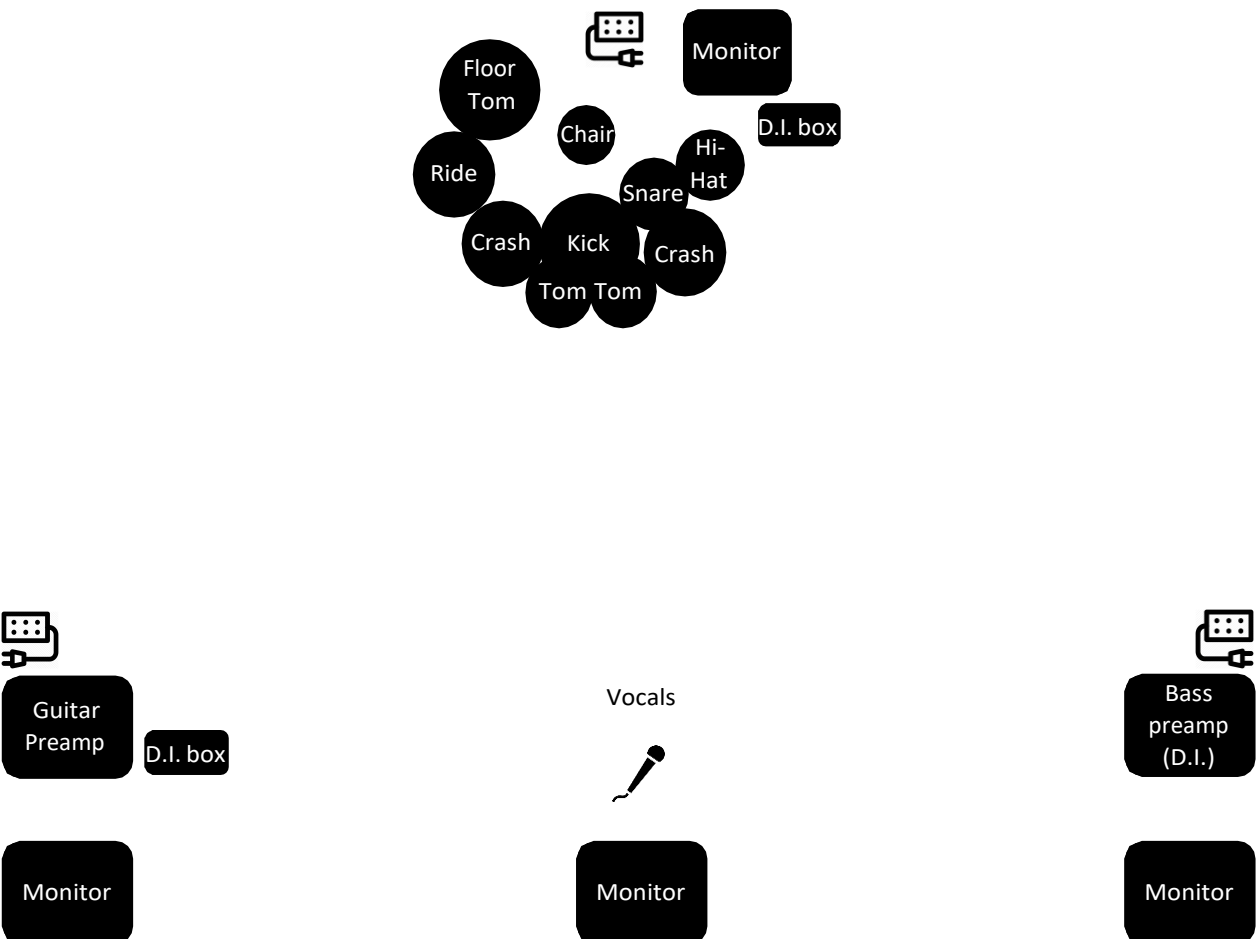 Monitor
Floor
Tom
D.I. box
Chair
Hi-
Hat
Ride
Snare
Crash
Kick
Crash
Tom
Tom
Vocals
Guitar
Preamp
D.I. box
Bass
preamp
(D.I.)
Monitor
Monitor
Monitor